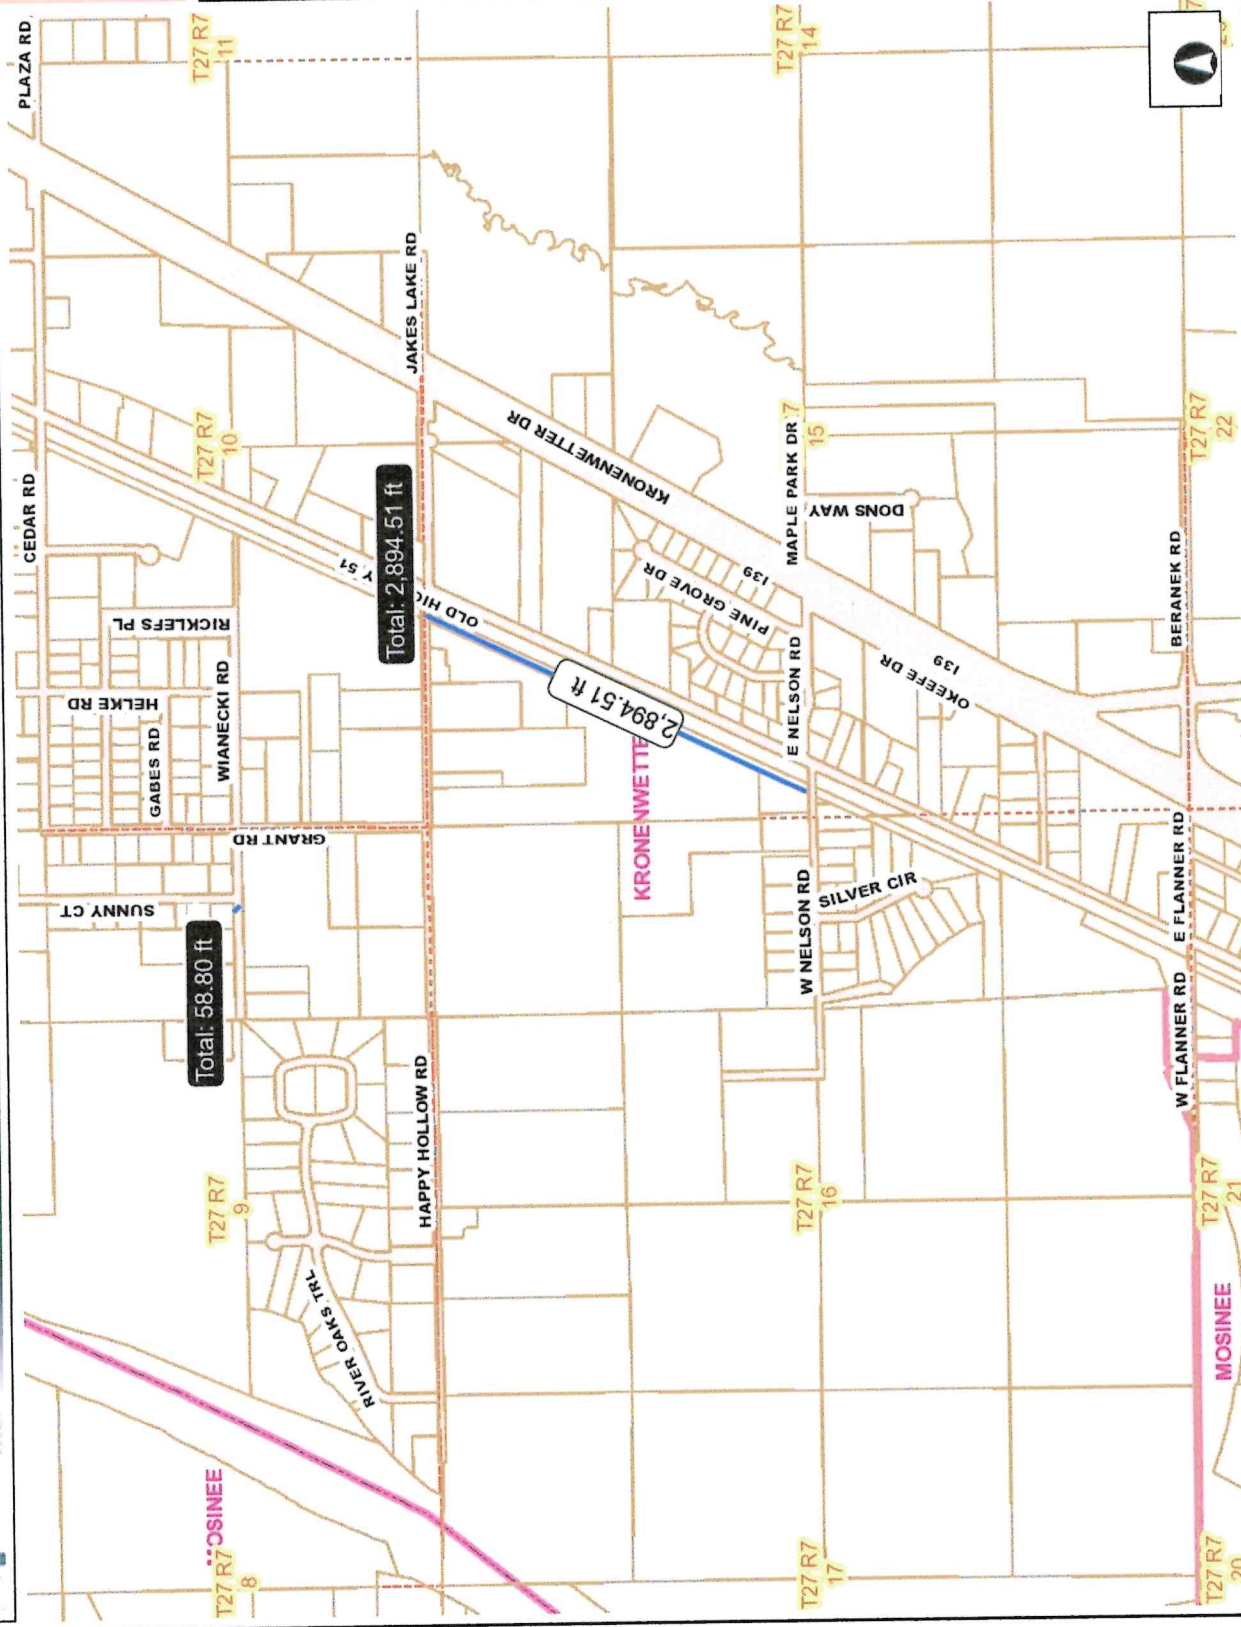 CEDAR RD
PLAZA RD
SUNNY CT
HELKE RD
RICKLEFS PL
GABES RD
T27 R7
11
OSINEE
T27 R7
8
T27 R7
9
Total: 58.80 ft
WIANECKI RD
T27 R7
10
GRANT RD
RIVER OAKS TRL
Y 51
HAPPY HOLLOW RD
Total: 2,894.51 ft
JAKES LAKE RD
OLD HIG
KRONENWETTER DR
2,894.51 ft
KRONENWETTE
PINE GROVE DR
139
T27 R7
14
W NELSON RD
E NELSON RD
MAPLE PARK DR
7
15
T27 R7
17
T27 R7
16
SILVER CIR
DONS WAY
OKEEFE DR
139
W FLANNER RD
E FLANNER RD
BERANEK RD
T27 R7
20
T27 R7
21
T27 R7
22
MOSINEE